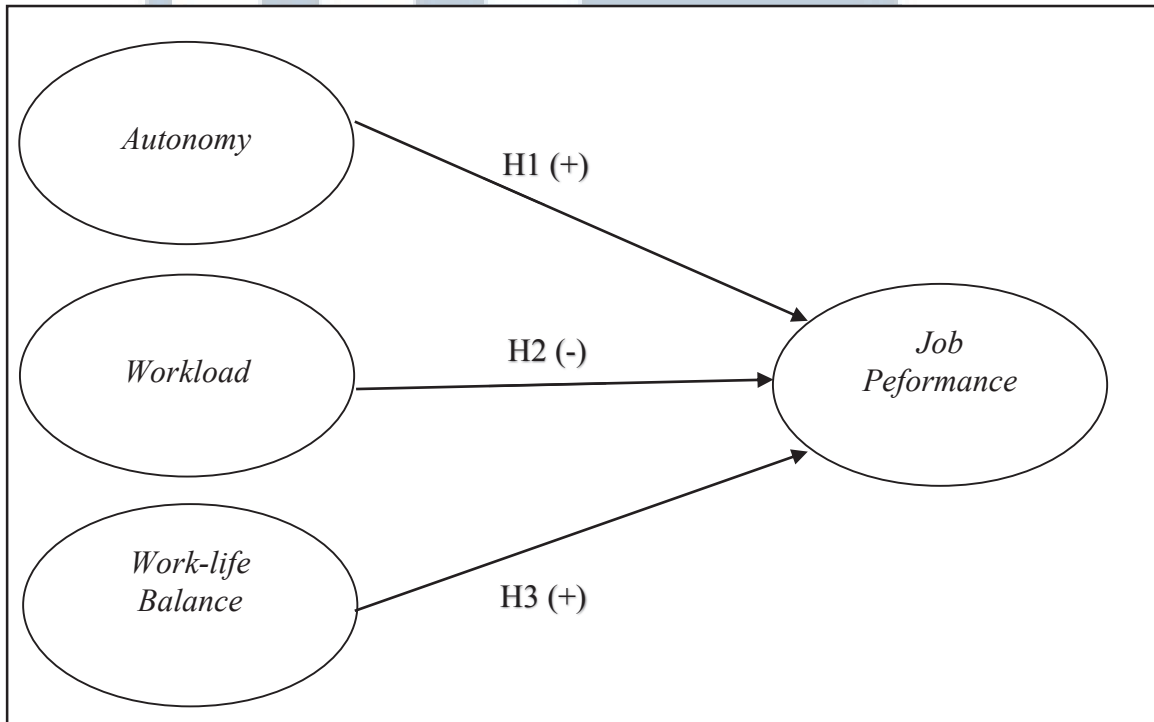 Autonomy
H1 (+)
Workload
H2 (-)
Job
Peformance
Work-life
Balance
H3 (+)